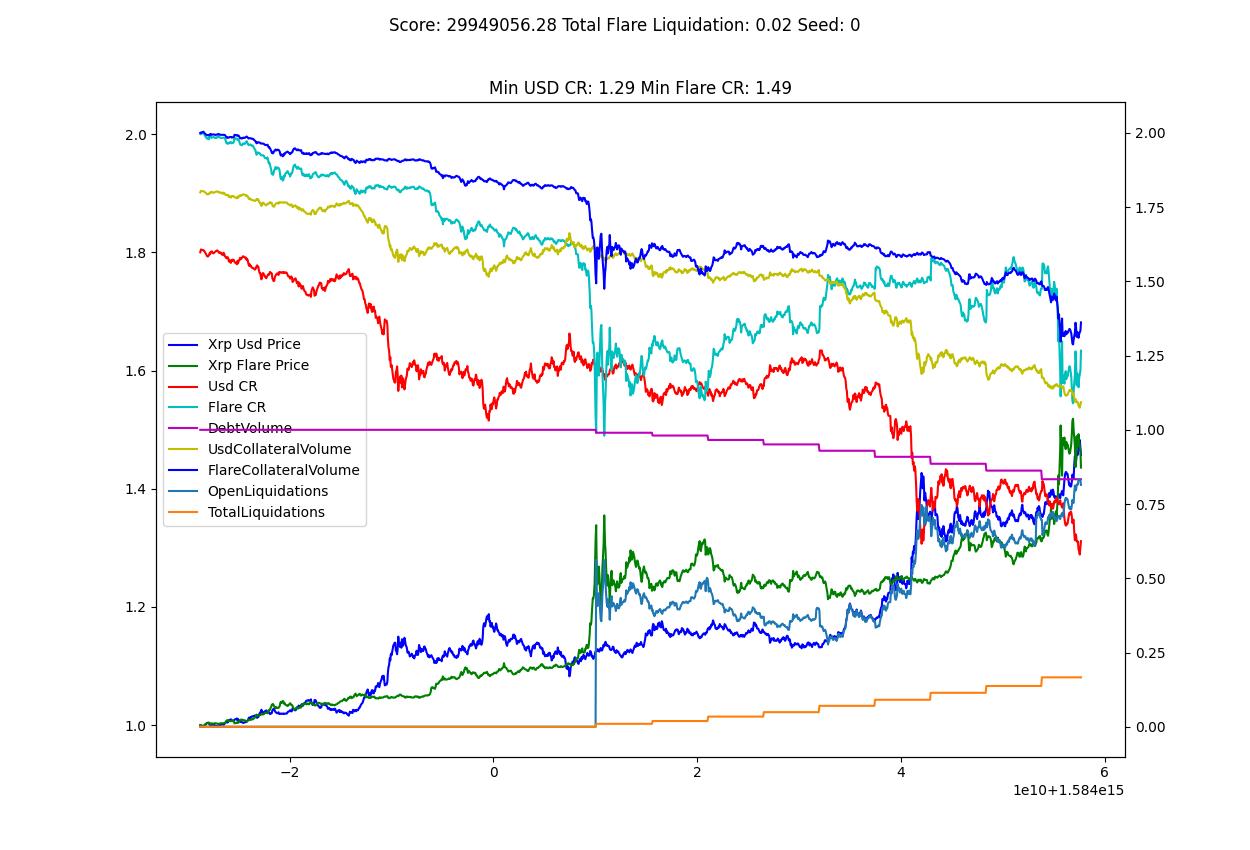 Score: 29949056.28 Total Flare Liquidation: 0.02 Seed: 0
Min USD CR: 1.29 Min Flare CR: 1.49
2.0
1.8
1.6
1.4
1.2
1.0
Xrp Usd Price
Xrp Flare Price
Usd CR
Flare CR
DebtVolume
UsdCollateralVolume
FlareCollateralVolume
OpenLiquidations
TotalLiquidations
2.00
1.75
1.50
1.25
1.00
0.75
0.50
0.25
0.00
−2 0 2 4 6
1e10+1.584e15